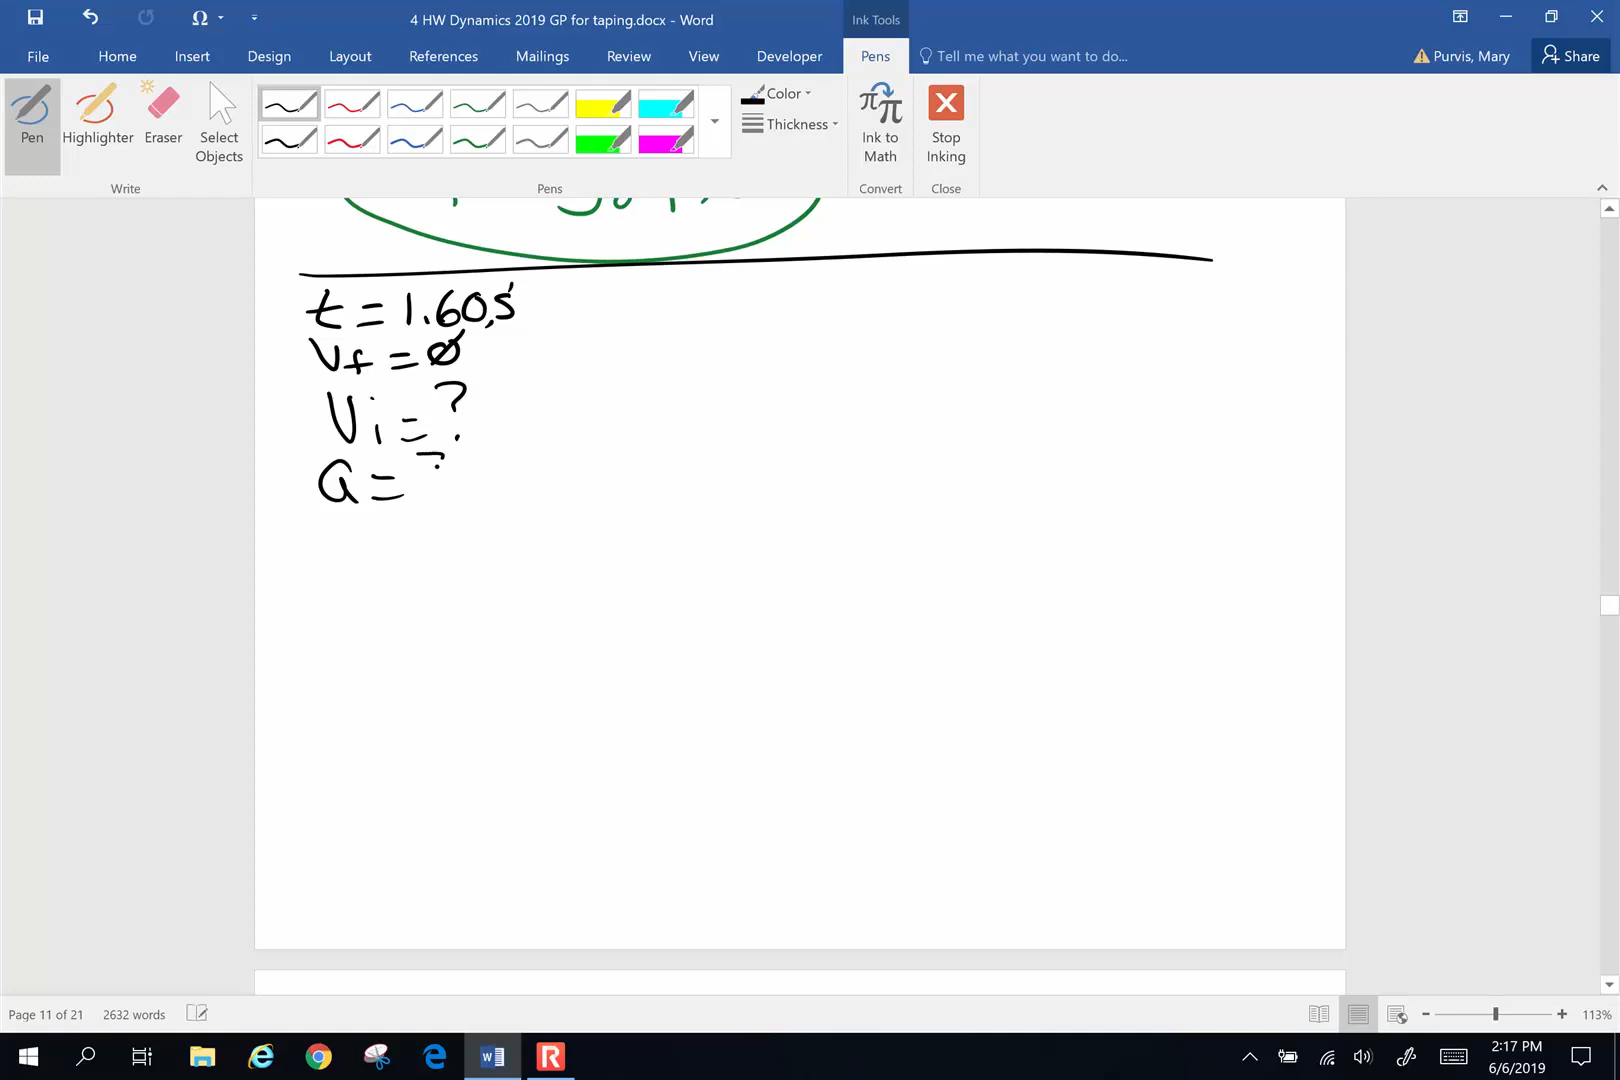 4 HW Dynamics 2019 GP for taping.docx - Word
Ink Tools
File Home Insert Design Layout References Mailings Review View Developer Pens Tell me what you want to do... Purvis, Mary Share
Pen Highlighter Eraser Select Objects
Color
Thickness
Ink to Math
Stop Inking
Write Pens Convert Close
t = 1.60s
Vf = Ø
Vi = ?
a = ?
Page 11 of 21 2632 words 113%
2:17 PM
6/6/2019